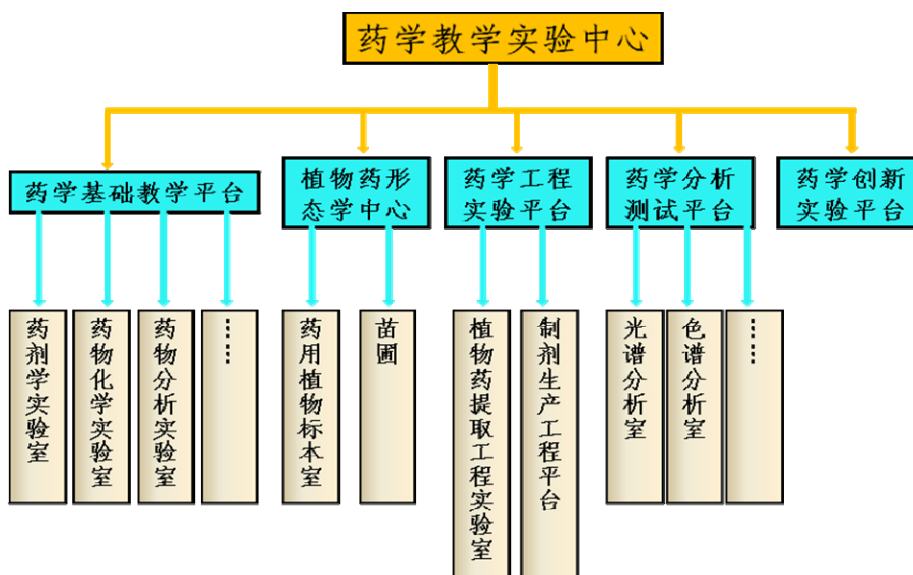 药学教学实验中心
药学基础教学平台
植物药形
态学中心
药学工程
实验平台
药学分析
测试平台
药学创新
实验平台
药剂学实验室
药物化学实验室
药物分析实验室
……
药用植物标本室
苗圃
植物药提取工程实验室
制剂生产工程平台
光谱分析室
色谱分析室
……